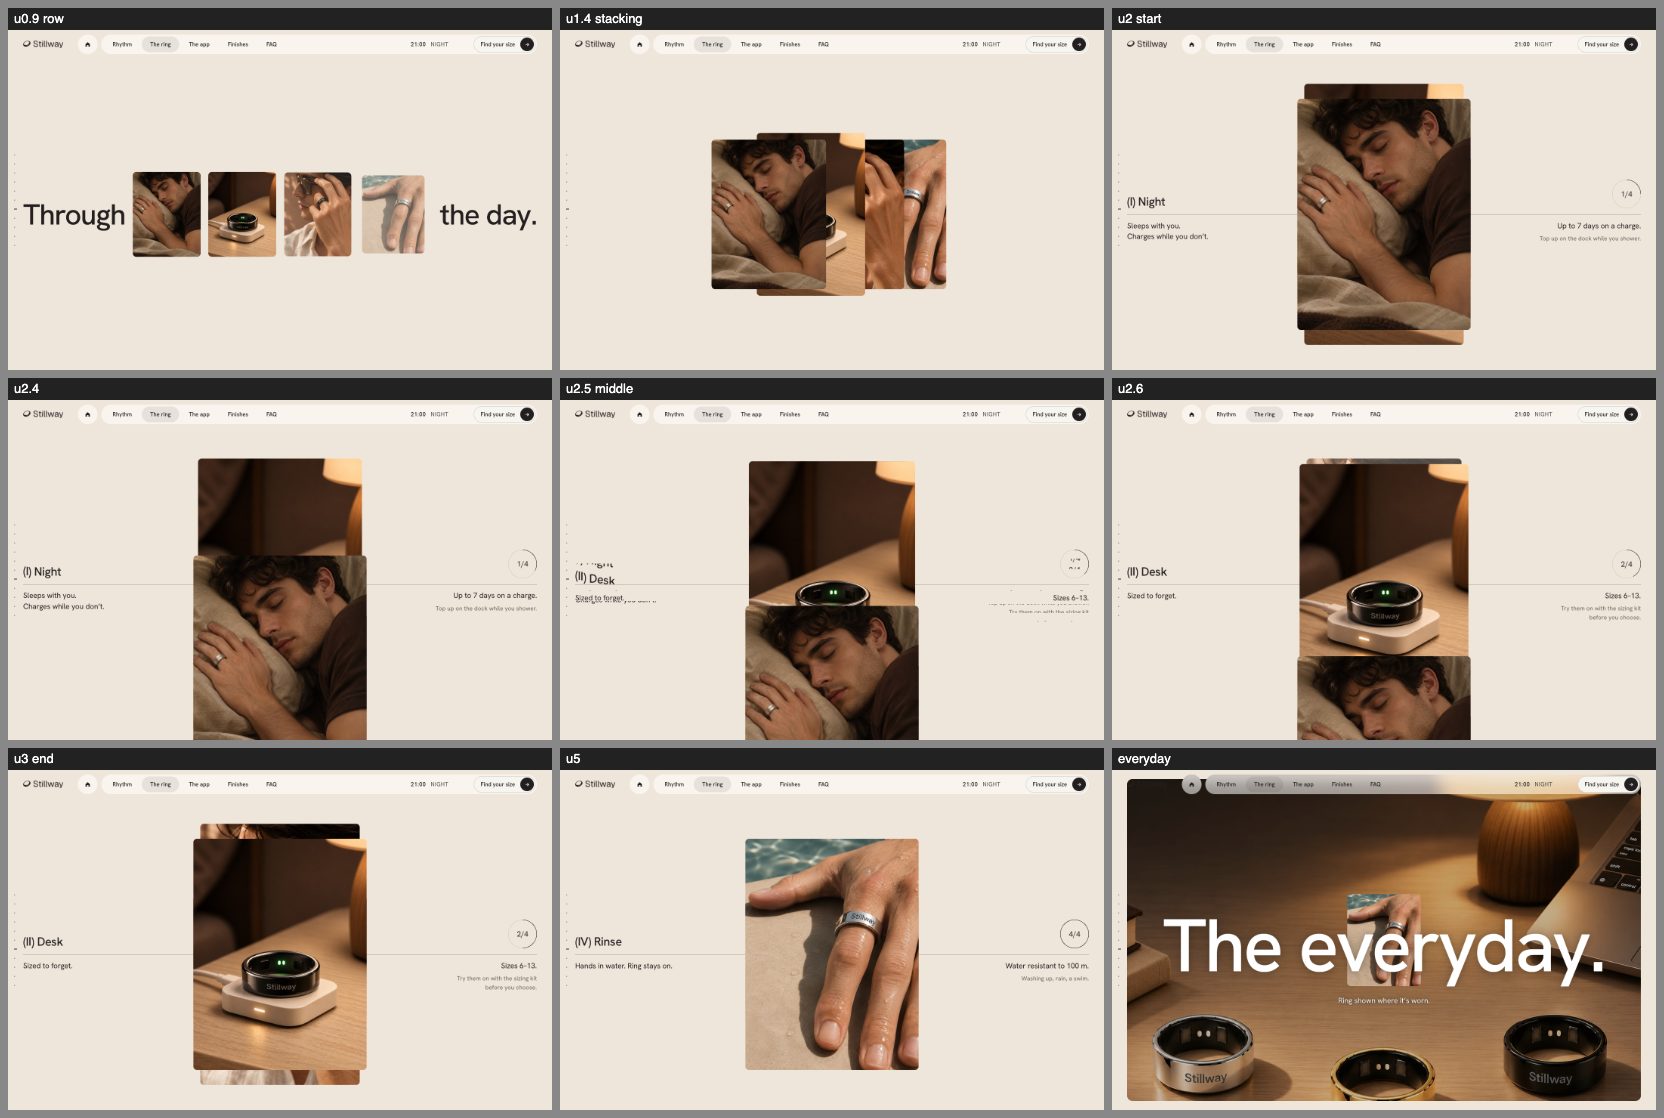 u0.9 row
Stillway
Rhythm
The ring
The app
Finishes
FAQ
21:00 NIGHT
Find your size
Through
the day.
u1.4 stacking
Stillway
Rhythm
The ring
The app
Finishes
FAQ
21:00 NIGHT
Find your size
u2 start
Stillway
Rhythm
The ring
The app
Finishes
FAQ
21:00 NIGHT
Find your size
(I) Night
1/4
Sleeps with you.
Charges while you don't.
Up to 7 days on a charge.
Top up on the dock while you shower.
u2.4
Stillway
Rhythm
The ring
The app
Finishes
FAQ
21:00 NIGHT
Find your size
(I) Night
1/4
Sleeps with you.
Charges while you don't.
Up to 7 days on a charge.
Top up on the dock while you shower.
u2.5 middle
Stillway
Rhythm
The ring
The app
Finishes
FAQ
21:00 NIGHT
Find your size
(II) Desk
Sized to forget.
Sizes 6–13.
Try them on with the sizing kit
u2.6
Stillway
Rhythm
The ring
The app
Finishes
FAQ
21:00 NIGHT
Find your size
(II) Desk
2/4
Sized to forget.
Sizes 6–13.
Try them on with the sizing kit
before you choose.
Stillway
u3 end
Stillway
Rhythm
The ring
The app
Finishes
FAQ
21:00 NIGHT
Find your size
(II) Desk
2/4
Sized to forget.
Sizes 6–13.
Try them on with the sizing kit
before you choose.
Stillway
u5
Stillway
Rhythm
The ring
The app
Finishes
FAQ
21:00 NIGHT
Find your size
Stillway
(IV) Rinse
4/4
Hands in water. Ring stays on.
Water resistant to 100 m.
Washing up, rain, a swim.
everyday
Rhythm
The ring
The app
Finishes
FAQ
21:00 NIGHT
Find your size
The everyday.
Ring shown where it's worn.
Stillway
Stillway